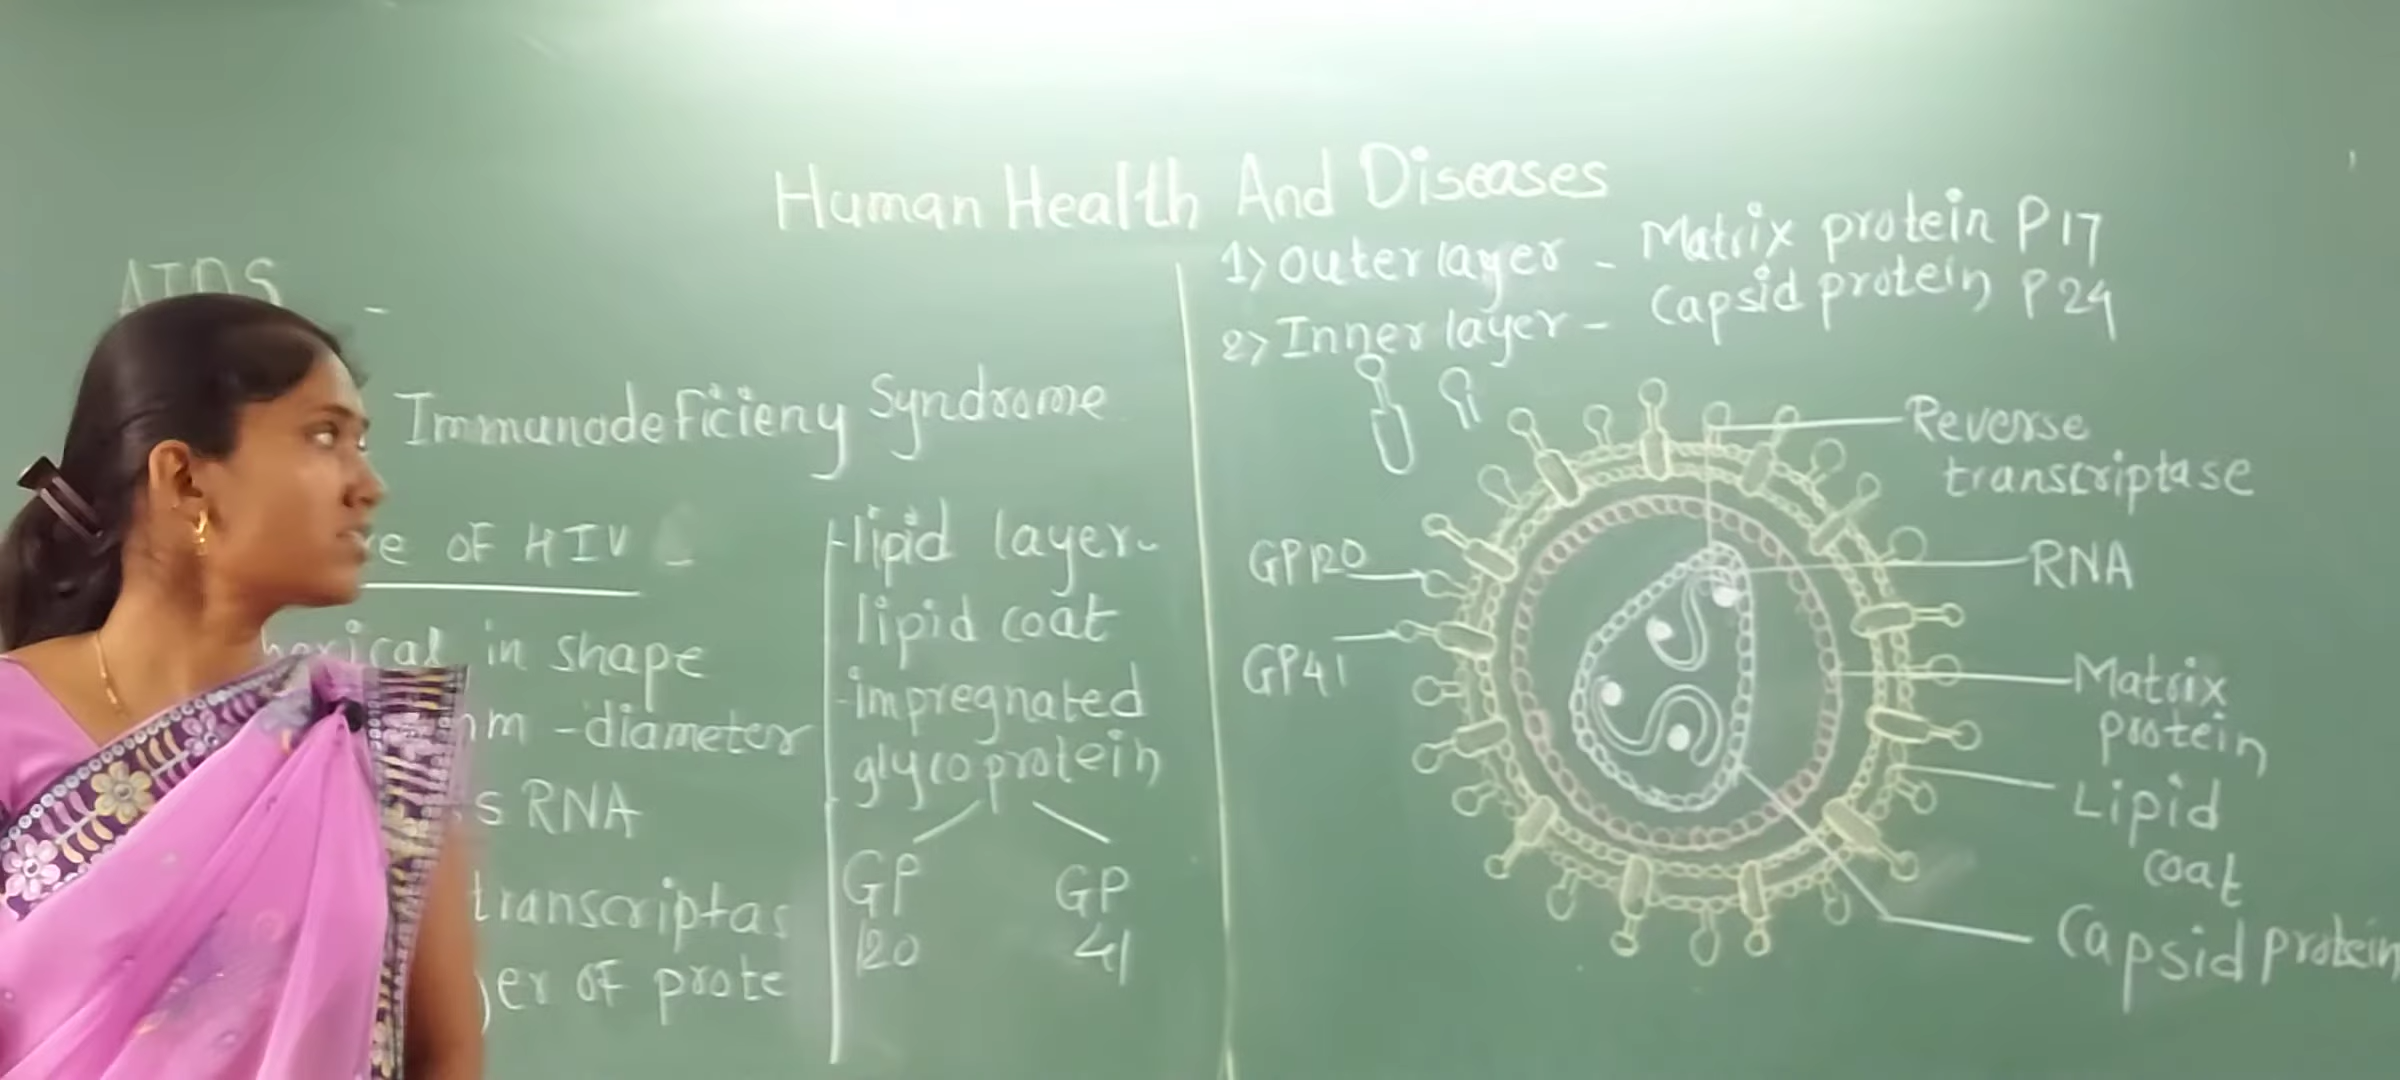 Human Health And Diseases
AIDS -
Immunodeficieny Syndrome
OF HIV -
in shape
nm - diameter
RNA
transcriptas
OF prote
lipid layer-
lipid coat
-impregnated
glycoprotein
GP GP
120 41
1) Outer layer - Matrix protein P17
2) Inner layer - Capsid protein P24
Reverse
transcriptase
RNA
GP120
GP41
Matrix
protein
Lipid
coat
Capsid protein